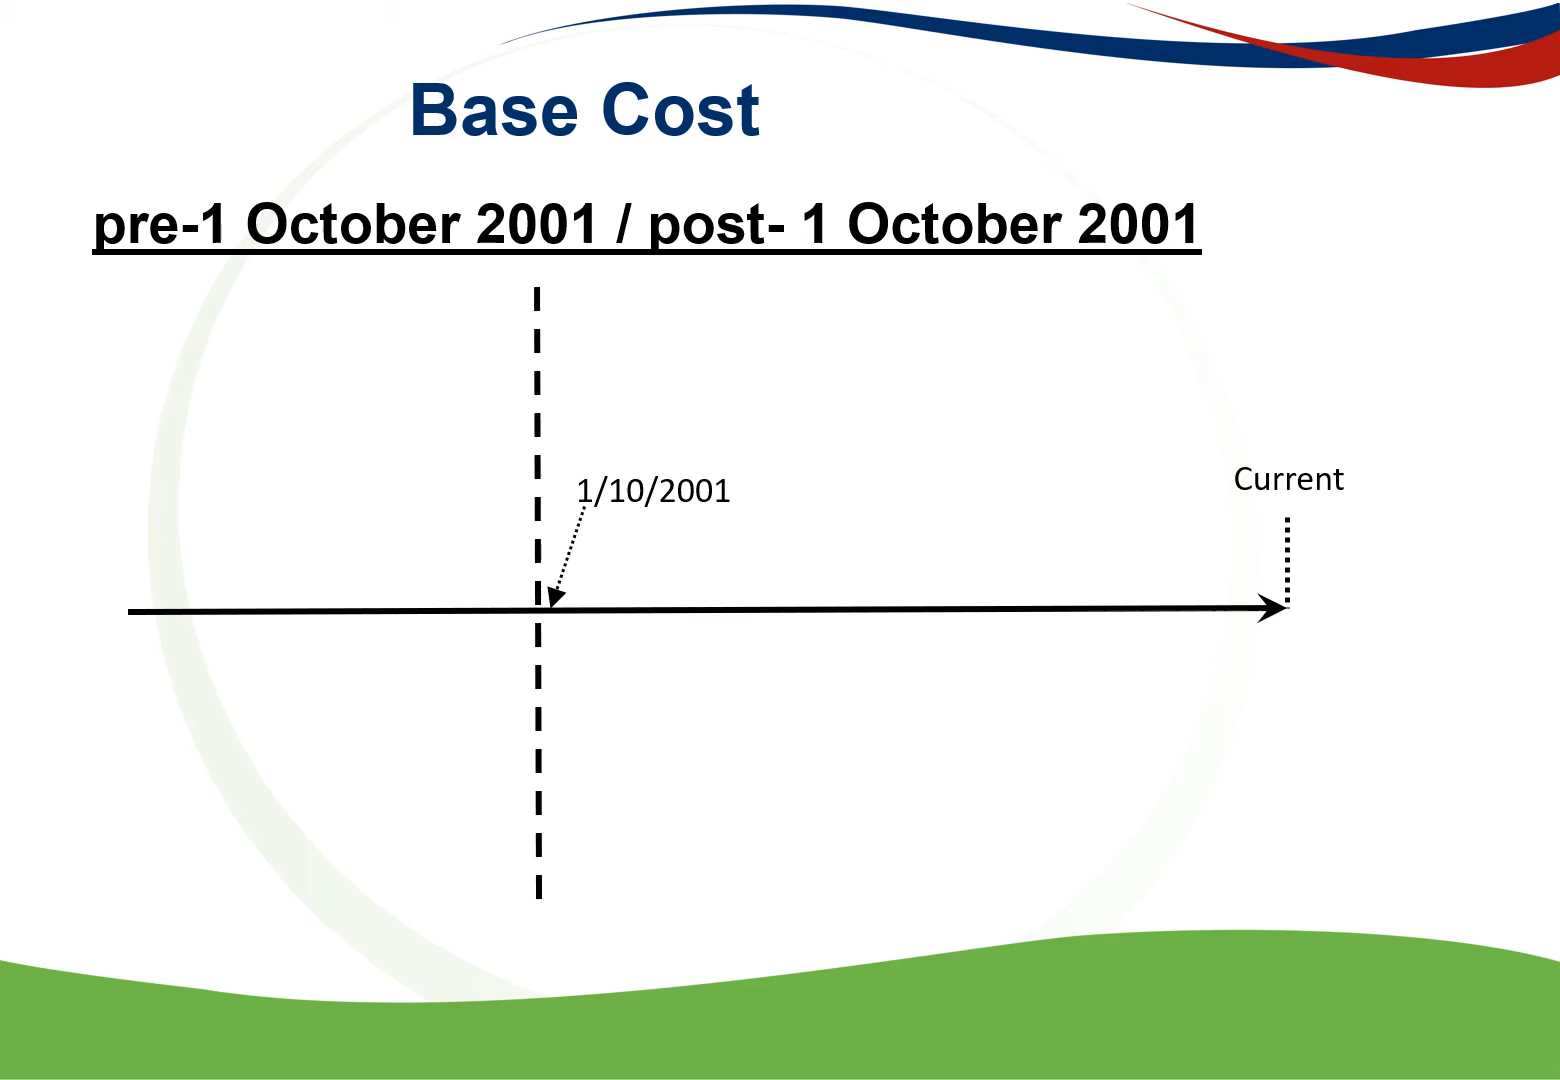 Base Cost
pre-1 October 2001 / post- 1 October 2001
1/10/2001
Current